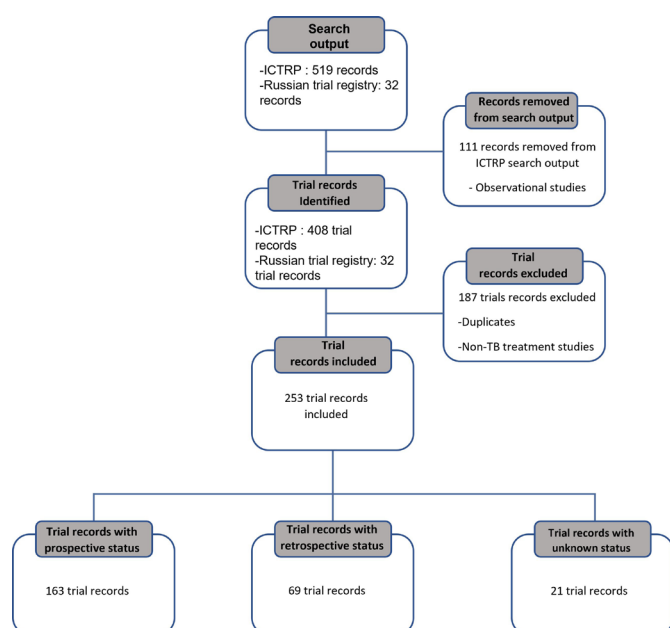 Search
output
-ICTRP : 519 records
-Russian trial registry: 32
records
Records removed
from search output
111 records removed from
ICTRP search output
- Observational studies
Trial records
Identified
-ICTRP : 408 trial
records
-Russian trial registry: 32
trial records
Trial
records excluded
187 trials records excluded
-Duplicates
-Non-TB treatment studies
Trial
records included
253 trial records
included
Trial records with
prospective status
163 trial records
Trial records with
retrospective status
69 trial records
Trial records with
unknown status
21 trial records